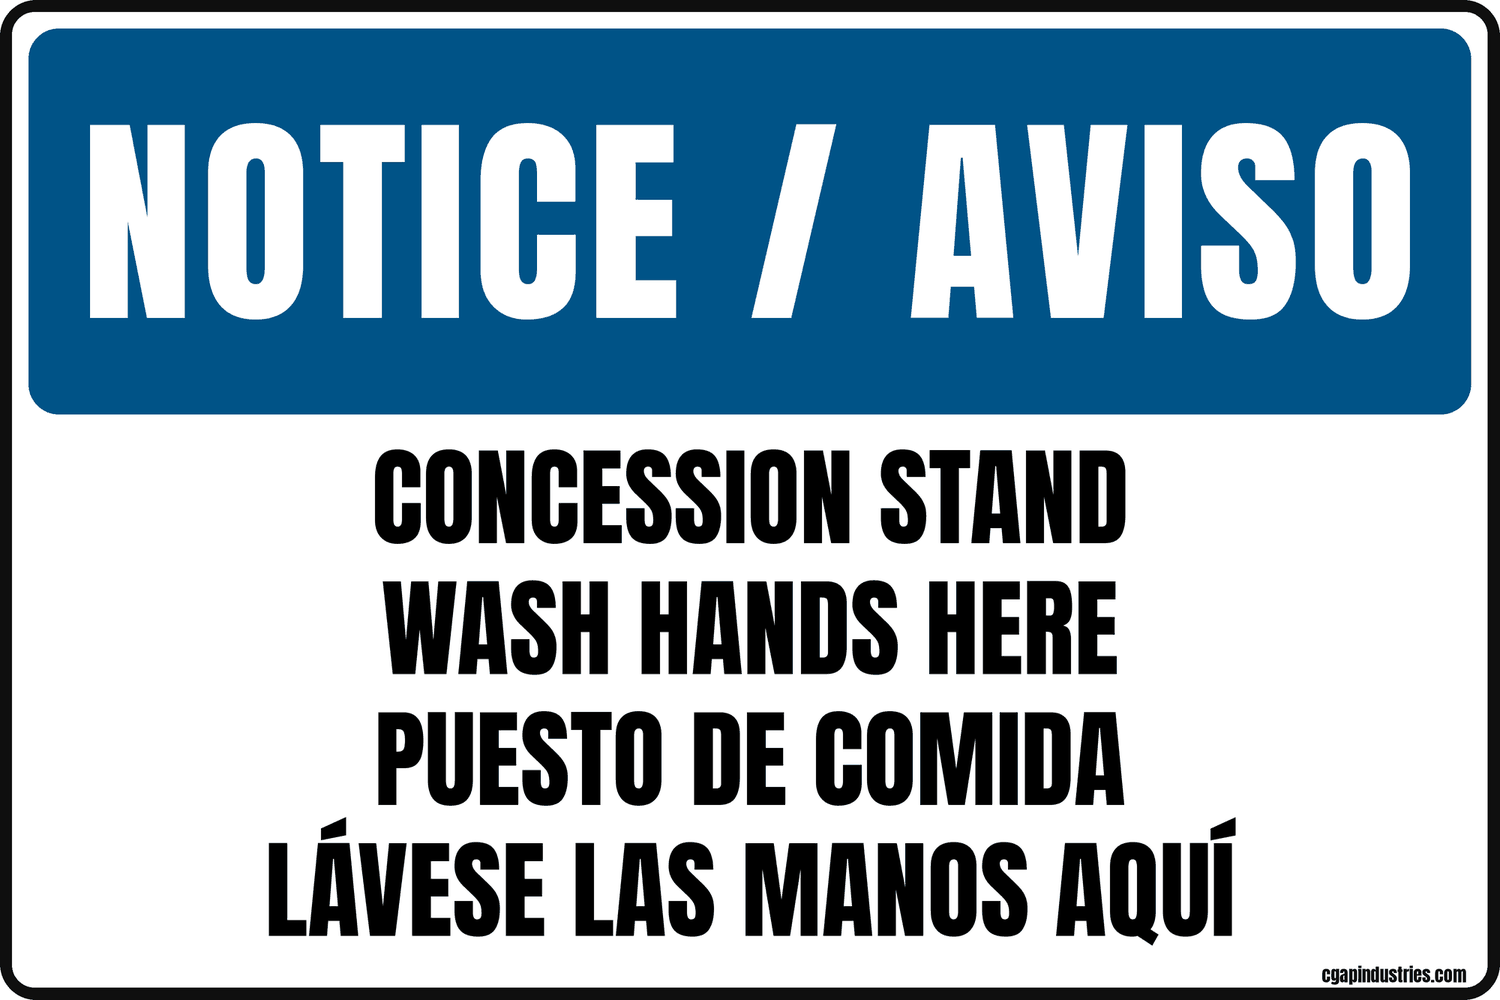 NOTICE / AVISO
CONCESSION STAND
WASH HANDS HERE
PUESTO DE COMIDA
LÁVESE LAS MANOS AQUÍ
cgapindustries.com